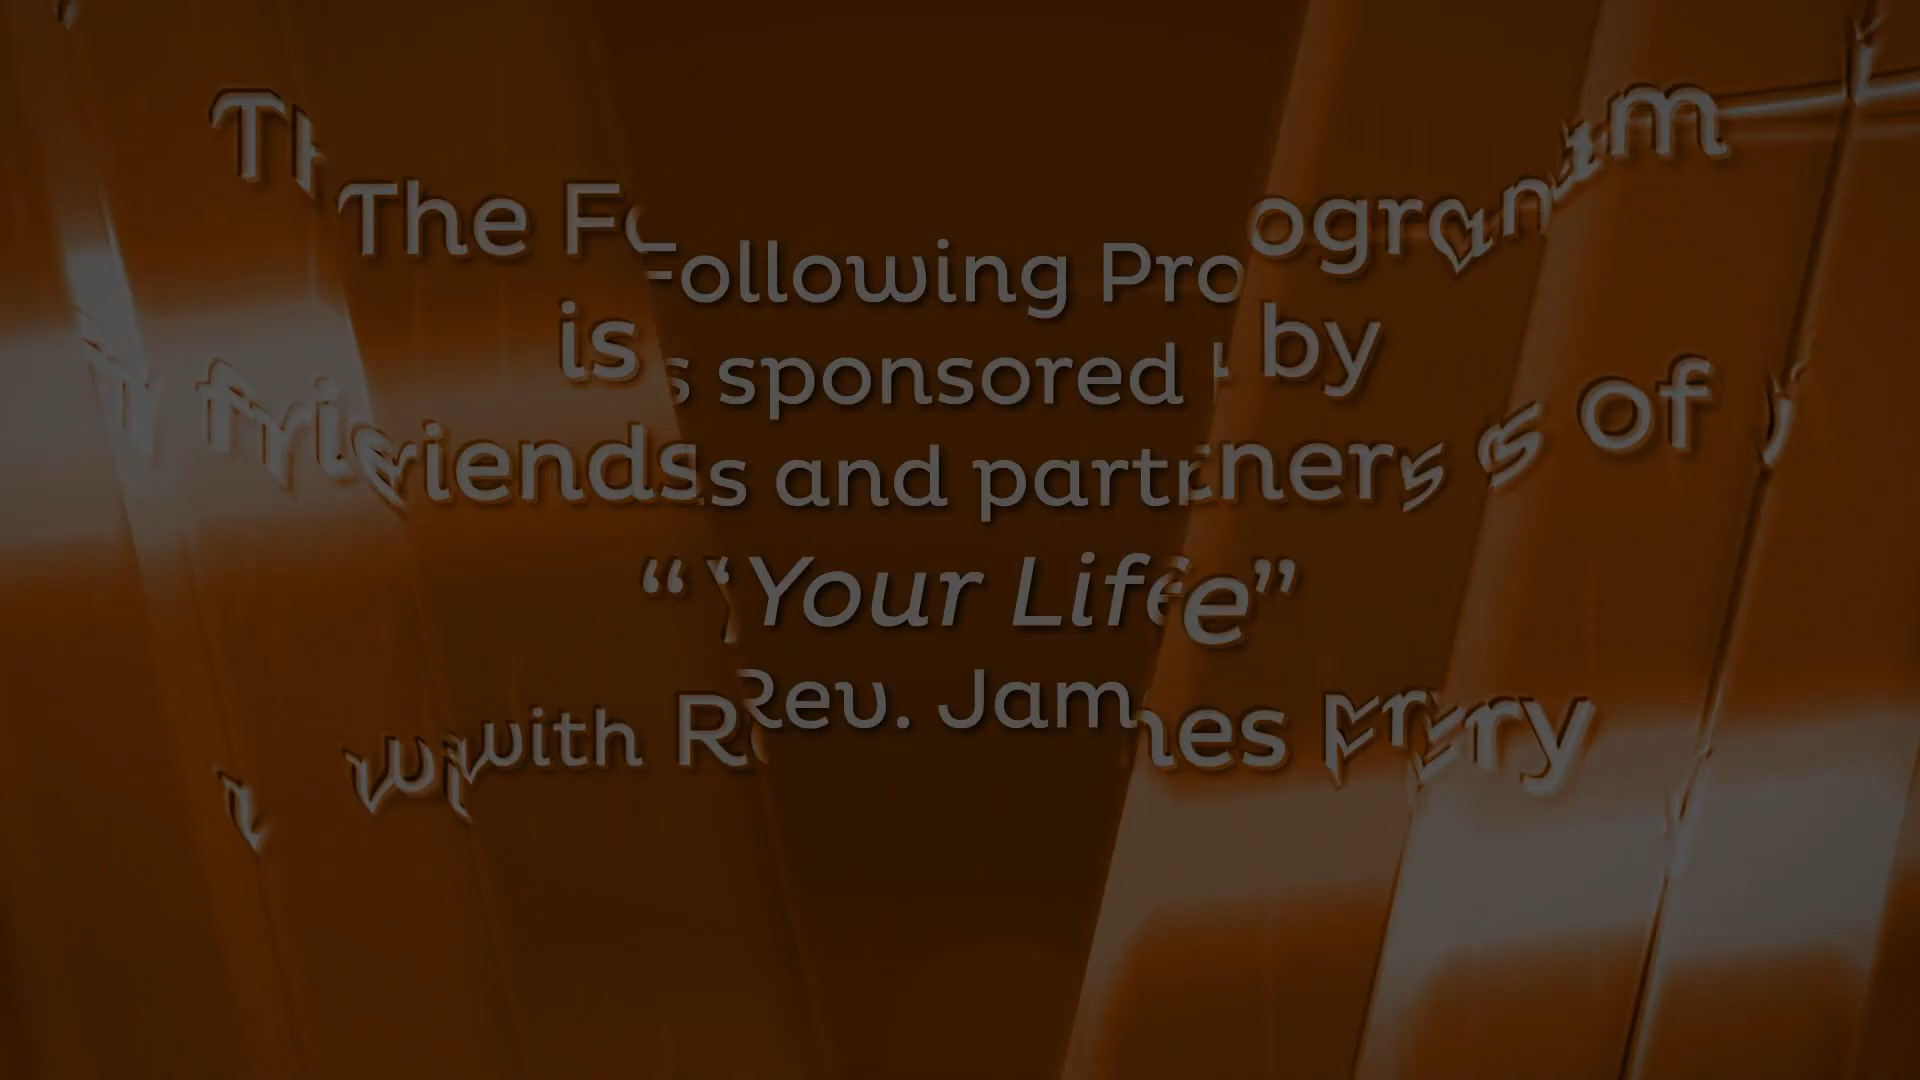 The Following Program
is sponsored by
friends and partners of
“Your Life”
with Rev. James